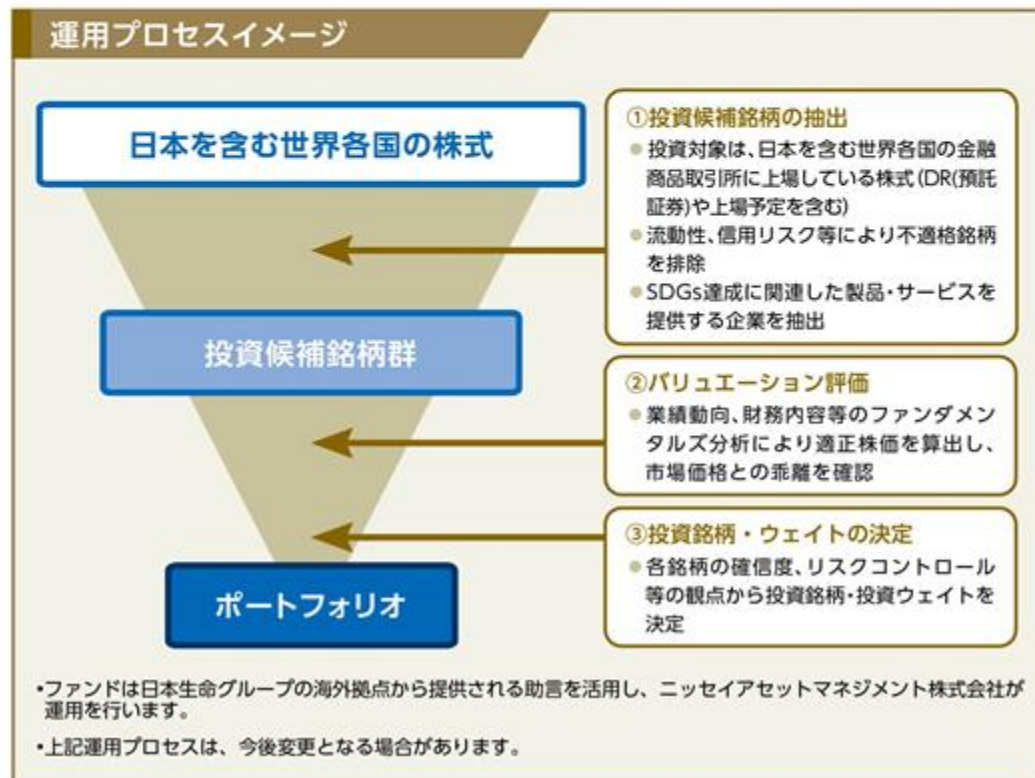 運用プロセスイメージ
日本を含む世界各国の株式
投資候補銘柄群
ポートフォリオ
①投資候補銘柄の抽出
●投資対象は、日本を含む世界各国の金融
商品取引所に上場している株式(DR(預託
証券)や上場予定を含む)
●流動性、信用リスク等により不適格銘柄
を排除
●SDGs達成に関連した製品・サービスを
提供する企業を抽出
②バリュエーション評価
●業績動向、財務内容等のファンダメン
タルズ分析により適正株価を算出し、
市場価格との乖離を確認
③投資銘柄・ウェイトの決定
●各銘柄の確信度、リスクコントロール
等の観点から投資銘柄・投資ウェイトを
決定
•ファンドは日本生命グループの海外拠点から提供される助言を活用し、ニッセイアセットマネジメント株式会社が
運用を行います。
•上記運用プロセスは、今後変更となる場合があります。